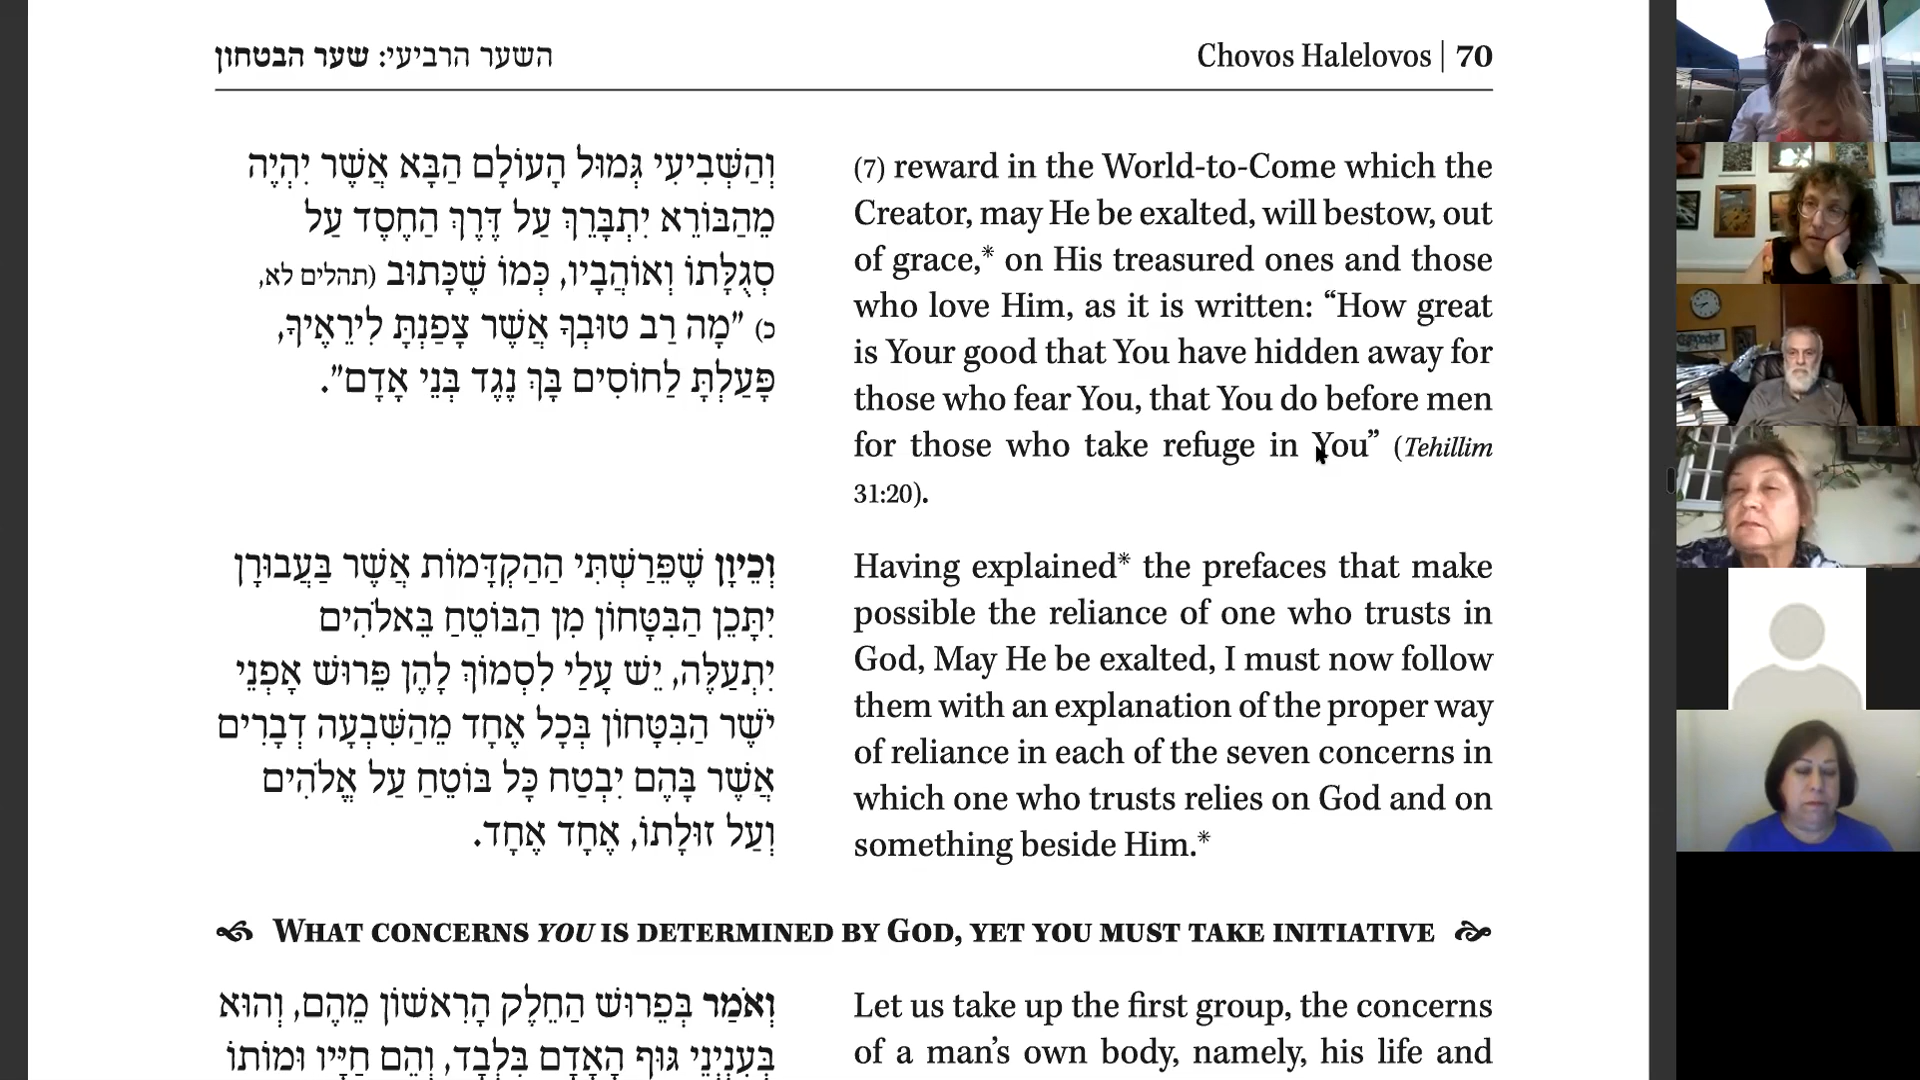 השער הרביעי: שער הבטחון
Chovos Halelovos | 70
וְהַשְּׁבִיעִי גְּמוּל הָעוֹלָם הַבָּא אֲשֶׁר יִהְיֶה
מֵהַבּוֹרֵא יִתְבָּרֵךְ עַל דֶּרֶךְ הַחֶסֶד עַל
סְגֻלָּתוֹ וְאוֹהֲבָיו, כְּמוֹ שֶׁכָּתוּב (תהלים לא,
כ) "מָה רַב טוּבְךָ אֲשֶׁר צָפַנְתָּ לִירֵאֶיךָ,
פָּעַלְתָּ לַחוֹסִים בָּךְ נֶגֶד בְּנֵי אָדָם".
(7) reward in the World-to-Come which the
Creator, may He be exalted, will bestow, out
of grace,* on His treasured ones and those
who love Him, as it is written: “How great
is Your good that You have hidden away for
those who fear You, that You do before men
for those who take refuge in You” (Tehillim
31:20).
וְכֵיוָן שֶׁפֵּרַשְׁתִּי הַהַקְדָּמוֹת אֲשֶׁר בַּעֲבוּרָן
יִתָּכֵן הַבִּטָּחוֹן מִן הַבּוֹטֵחַ בֵּאלֹהִים
יִתְעַלֶּה, יֵשׁ עָלַי לִסְמוֹךְ לָהֶן פֵּרוּשׁ אָפְנֵי
יֹשֶׁר הַבִּטָּחוֹן בְּכָל אֶחָד מֵהַשִּׁבְעָה דְבָרִים
אֲשֶׁר בָּהֶם יִבְטַח כָּל בּוֹטֵחַ עַל אֱלֹהִים
וְעַל זוּלָתוֹ, אֶחָד אֶחָד.
Having explained* the prefaces that make
possible the reliance of one who trusts in
God, May He be exalted, I must now follow
them with an explanation of the proper way
of reliance in each of the seven concerns in
which one who trusts relies on God and on
something beside Him.*
What concerns you is determined by God, yet you must take initiative
וְאֹמַר בְּפֵרוּשׁ הַחֵלֶק הָרִאשׁוֹן מֵהֶם, וְהוּא
בְּעִנְיְנֵי גּוּף הָאָדָם בִּלְבָד, וְהֵם חַיָּיו וּמוֹתוֹ
Let us take up the first group, the concerns
of a man’s own body, namely, his life and